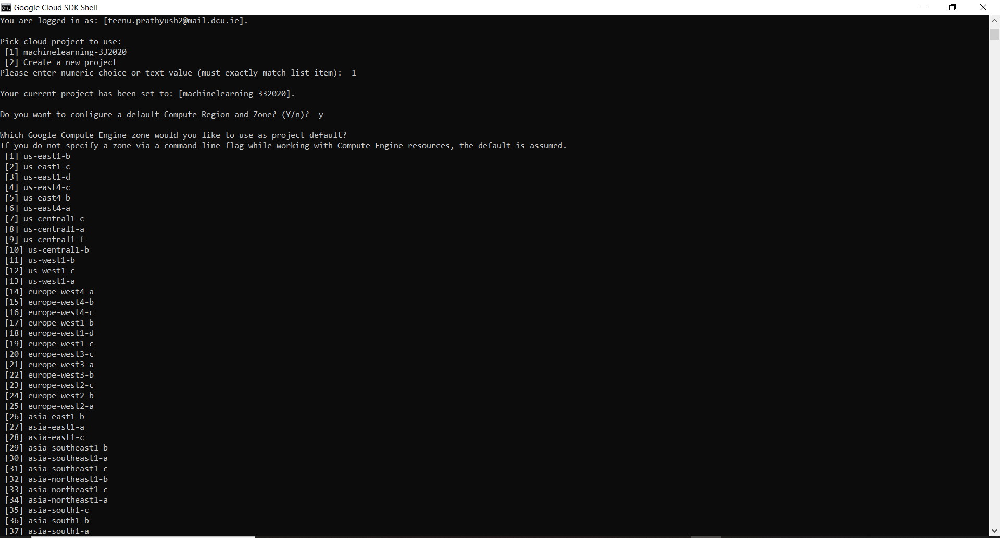 Google Cloud SDK Shell
You are logged in as: [teenu.prathyush2@mail.dcu.ie].
Pick cloud project to use:
[1] machinelearning-332020
[2] Create a new project
Please enter numeric choice or text value (must exactly match list item):  1
Your current project has been set to: [machinelearning-332020].
Do you want to configure a default Compute Region and Zone? (Y/n)?  y
Which Google Compute Engine zone would you like to use as project default?
If you do not specify a zone via a command line flag while working with Compute Engine resources, the default is assumed.
[1] us-east1-b
[2] us-east1-c
[3] us-east1-d
[4] us-east4-c
[5] us-east4-b
[6] us-east4-a
[7] us-central1-c
[8] us-central1-a
[9] us-central1-f
[10] us-central1-b
[11] us-west1-b
[12] us-west1-c
[13] us-west1-a
[14] europe-west4-a
[15] europe-west4-b
[16] europe-west4-c
[17] europe-west1-b
[18] europe-west1-d
[19] europe-west1-c
[20] europe-west3-c
[21] europe-west3-a
[22] europe-west3-b
[23] europe-west2-c
[24] europe-west2-b
[25] europe-west2-a
[26] asia-east1-b
[27] asia-east1-a
[28] asia-east1-c
[29] asia-southeast1-b
[30] asia-southeast1-a
[31] asia-southeast1-c
[32] asia-northeast1-b
[33] asia-northeast1-c
[34] asia-northeast1-a
[35] asia-south1-c
[36] asia-south1-b
[37] asia-south1-a